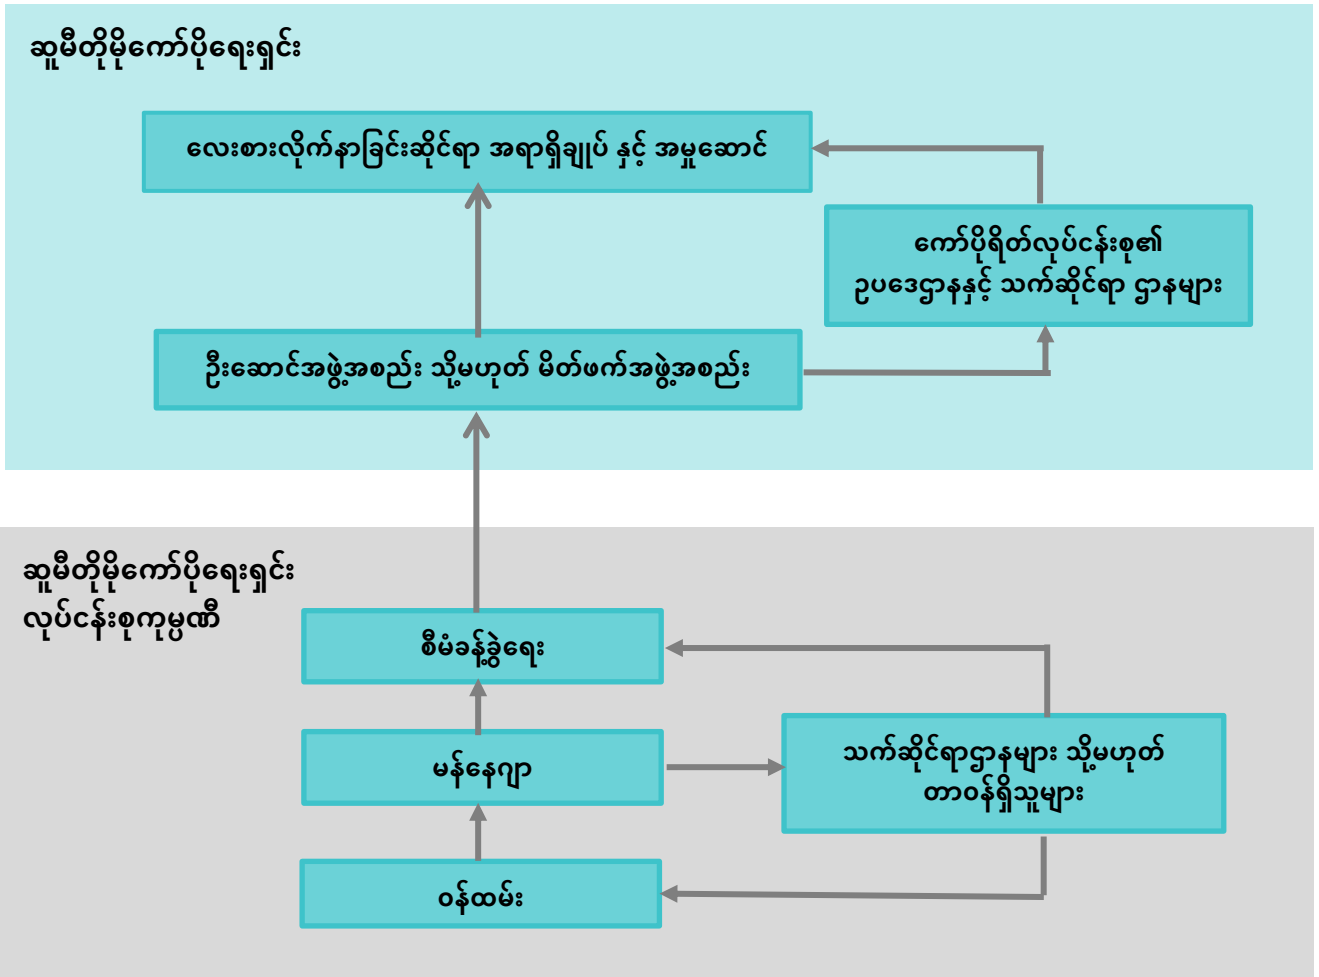 ဆူမီတိုမိုကော်ပိုရေးရှင်း
လေးစားလိုက်နာခြင်းဆိုင်ရာ အရာရှိချုပ် နှင့် အမှုဆောင်
ကော်ပိုရိတ်လုပ်ငန်းစု၏
ဥပဒေဌာနနှင့် သက်ဆိုင်ရာ ဌာနများ
ဦးဆောင်အဖွဲ့အစည်း သို့မဟုတ် မိတ်ဖက်အဖွဲ့အစည်း
ဆူမီတိုမိုကော်ပိုရေးရှင်း
လုပ်ငန်းစုကုမ္ပဏီ
စီမံခန့်ခွဲရေး
မန်နေဂျာ
သက်ဆိုင်ရာဌာနများ သို့မဟုတ်
တာဝန်ရှိသူများ
ဝန်ထမ်း